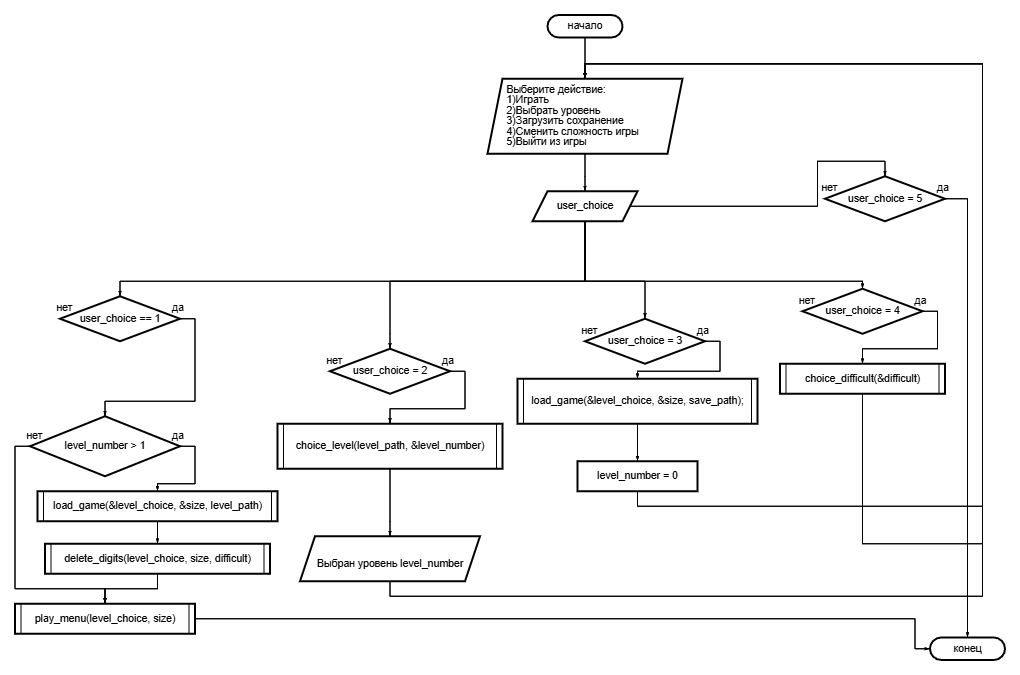 начало
Выберите действие:
1)Играть
2)Выбрать уровень
3)Загрузить сохранение
4)Сменить сложность игры
5)Выйти из игры
user_choice
нет
да
user_choice = 5
нет
да
user_choice == 1
нет
да
user_choice = 2
нет
да
user_choice = 3
нет
да
user_choice = 4
choice_difficult(&difficult)
load_game(&level_choice, &size, save_path);
нет
да
level_number > 1
choice_level(level_path, &level_number)
level_number = 0
load_game(&level_choice, &size, level_path)
delete_digits(level_choice, size, difficult)
Выбран уровень level_number
play_menu(level_choice, size)
конец